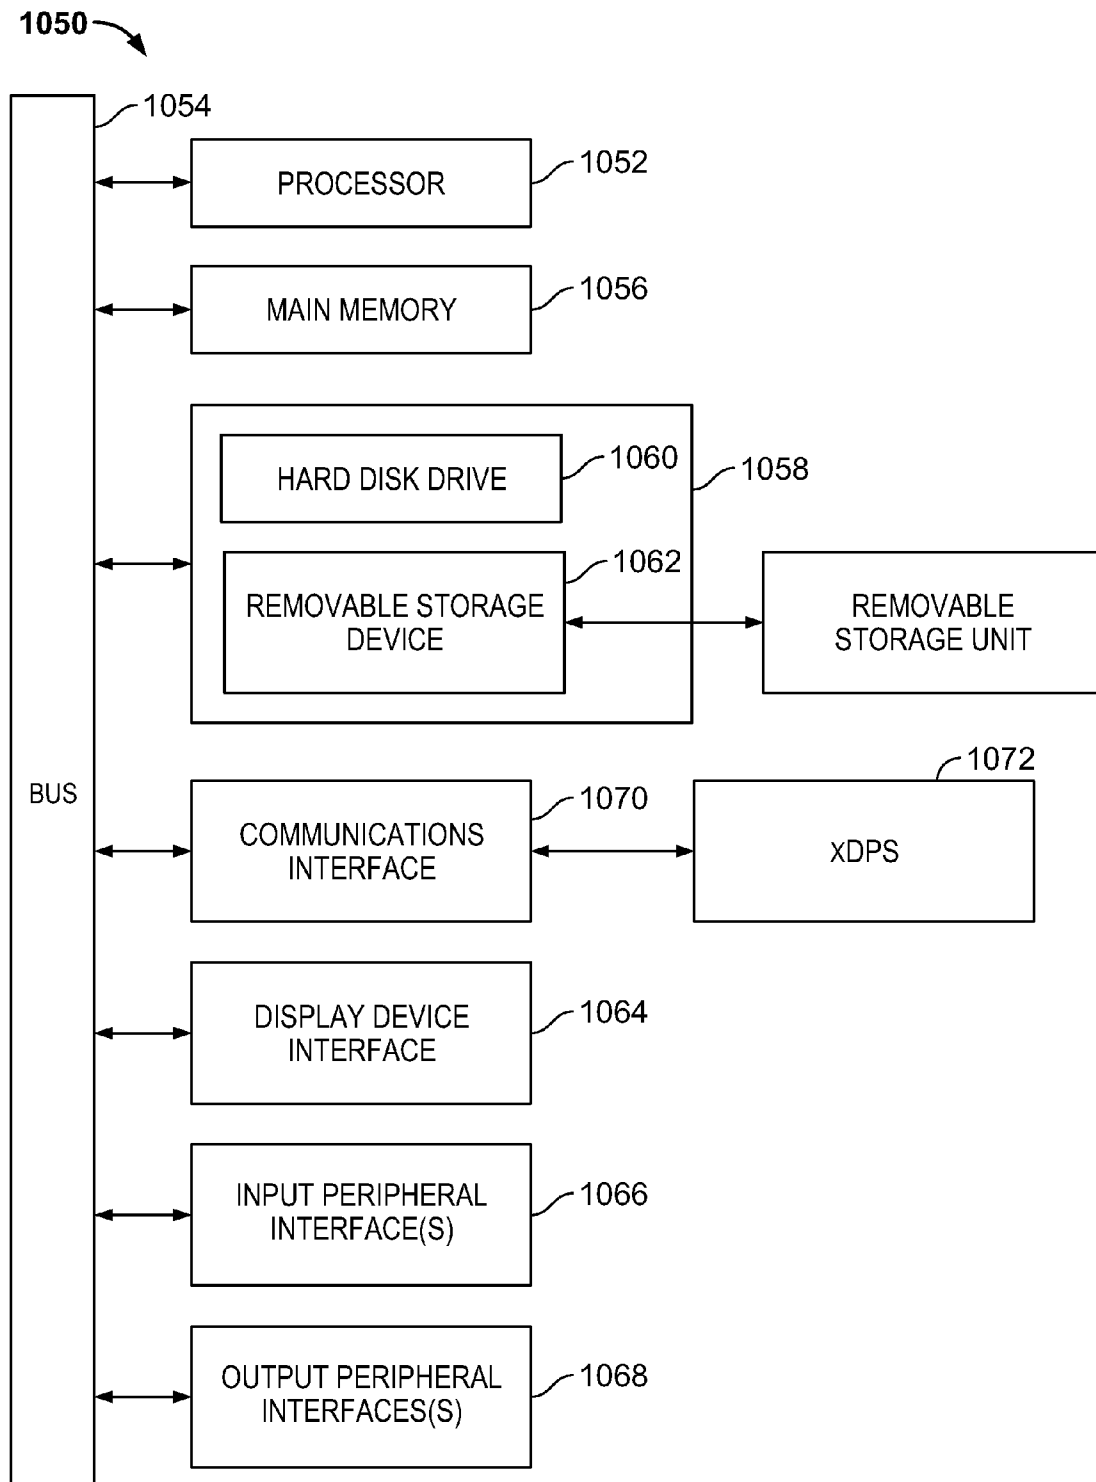 1050
1054
PROCESSOR
1052
MAIN MEMORY
1056
HARD DISK DRIVE
1060
1058
REMOVABLE STORAGE
DEVICE
1062
REMOVABLE
STORAGE UNIT
BUS
COMMUNICATIONS
INTERFACE
1070
1072
xDPS
DISPLAY DEVICE
INTERFACE
1064
INPUT PERIPHERAL
INTERFACE(S)
1066
OUTPUT PERIPHERAL
INTERFACES(S)
1068